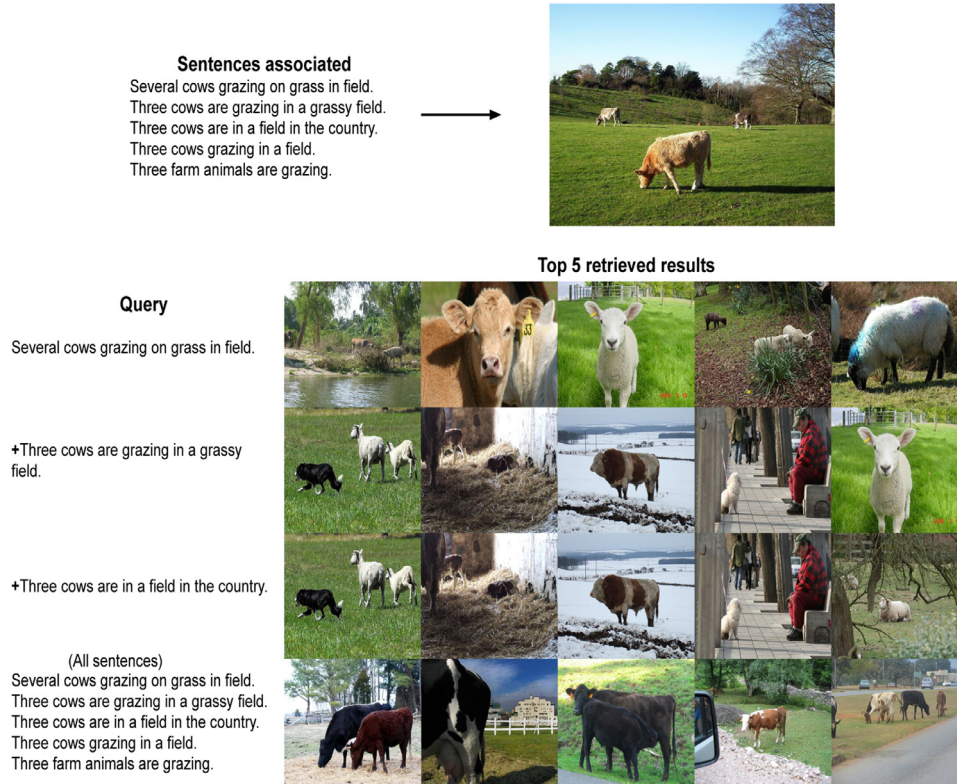 Sentences associated
Several cows grazing on grass in field.
Three cows are grazing in a grassy field.
Three cows are in a field in the country.
Three cows grazing in a field.
Three farm animals are grazing.
Top 5 retrieved results
Query
Several cows grazing on grass in field.
33
+Three cows are grazing in a grassy
field.
+Three cows are in a field in the country.
(All sentences)
Several cows grazing on grass in field.
Three cows are grazing in a grassy field.
Three cows are in a field in the country.
Three cows grazing in a field.
Three farm animals are grazing.